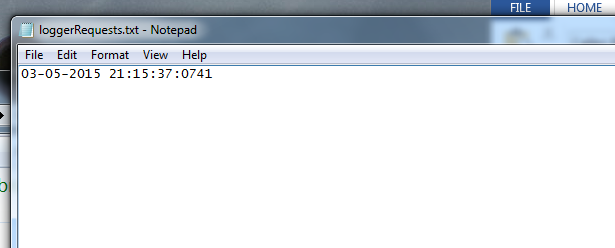 FILE HOME
loggerRequests.txt - Notepad
File Edit Format View Help
03-05-2015 21:15:37:0741
b